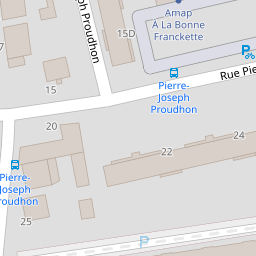 Amap
À La Bonne
Franckette
ph Proudhon
15D
Rue Pie
15
Pierre-
Joseph
Proudhon
20
24
22
Pierre-
Joseph
roudhon
25
P